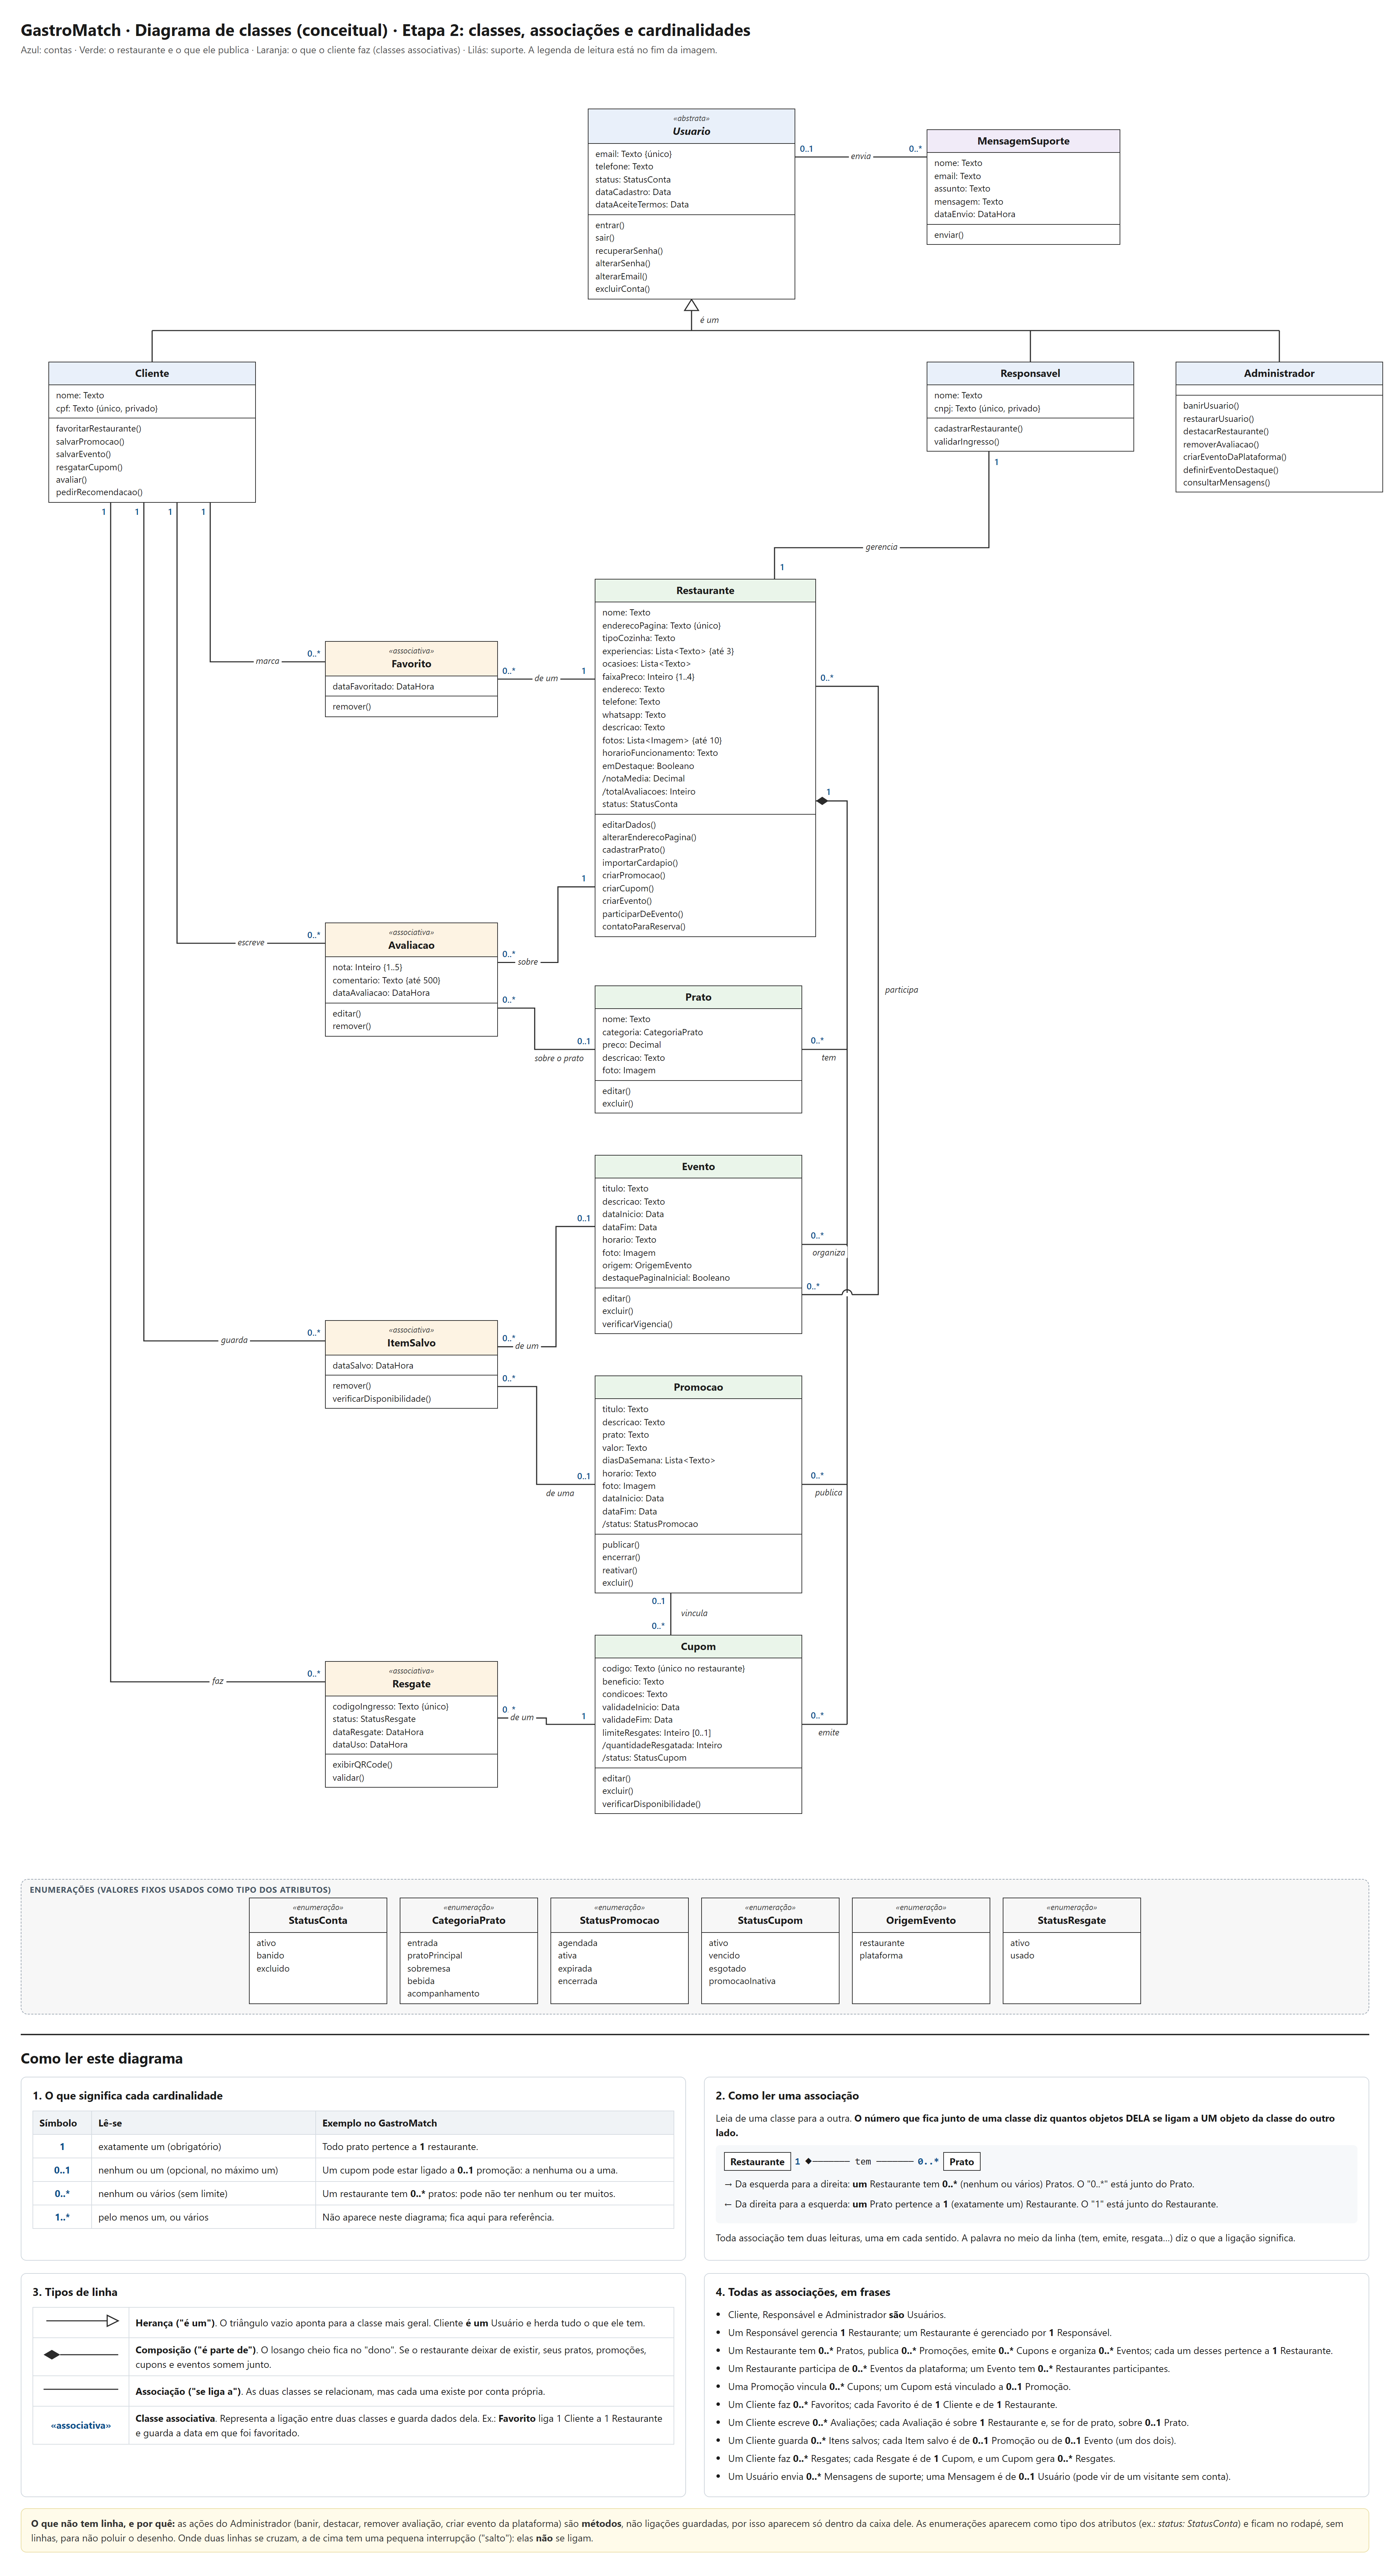 GastroMatch · Diagrama de classes (conceitual) · Etapa 2: classes, associações e cardinalidades
Azul: contas · Verde: o restaurante e o que ele publica · Laranja: o que o cliente faz (classes associativas) · Lilás: suporte. A legenda de leitura está no fim da imagem.
«abstrata»
Usuario
email: Texto {único}
telefone: Texto
status: StatusConta
dataCadastro: Data
dataAceiteTermos: Data
entrar()
sair()
recuperarSenha()
alterarSenha()
alterarEmail()
excluirConta()
0..1
envia
0..*
MensagemSuporte
nome: Texto
email: Texto
assunto: Texto
mensagem: Texto
dataEnvio: DataHora
enviar()
é um
Cliente
nome: Texto
cpf: Texto {único, privado}
favoritarRestaurante()
salvarPromocao()
salvarEvento()
resgatarCupom()
avaliar()
pedirRecomendacao()
Responsavel
nome: Texto
cnpj: Texto {único, privado}
cadastrarRestaurante()
validarIngresso()
Administrador
banirUsuario()
restaurarUsuario()
destacarRestaurante()
removerAvaliacao()
criarEventoDaPlataforma()
definirEventoDestaque()
consultarMensagens()
1
1
1
1
1
gerencia
1
Restaurante
nome: Texto
enderecoPagina: Texto {único}
tipoCozinha: Texto
experiencias: Lista<Texto> {até 3}
ocasioes: Lista<Texto>
faixaPreco: Inteiro {1..4}
endereco: Texto
telefone: Texto
whatsapp: Texto
descricao: Texto
fotos: Lista<Imagem> {até 10}
horarioFuncionamento: Texto
emDestaque: Booleano
/notaMedia: Decimal
/totalAvaliacoes: Inteiro
status: StatusConta
editarDados()
alterarEnderecoPagina()
cadastrarPrato()
importarCardapio()
criarPromocao()
criarCupom()
criarEvento()
participarDeEvento()
contatoParaReserva()
marca
0..*
«associativa»
Favorito
dataFavoritado: DataHora
remover()
0..*
de um
1
0..*
1
participa
escreve
0..*
«associativa»
Avaliacao
nota: Inteiro {1..5}
comentario: Texto {até 500}
dataAvaliacao: DataHora
editar()
remover()
0..*
sobre
1
0..*
sobre o prato
0..1
Prato
nome: Texto
categoria: CategoriaPrato
preco: Decimal
descricao: Texto
foto: Imagem
editar()
excluir()
0..*
tem
Evento
titulo: Texto
descricao: Texto
dataInicio: Data
dataFim: Data
horario: Texto
foto: Imagem
origem: OrigemEvento
destaquePaginaInicial: Booleano
editar()
excluir()
verificarVigencia()
0..*
organiza
0..*
guarda
0..*
«associativa»
ItemSalvo
dataSalvo: DataHora
remover()
verificarDisponibilidade()
0..*
de um
0..1
0..*
de uma
0..1
Promocao
titulo: Texto
descricao: Texto
prato: Texto
valor: Texto
diasDaSemana: Lista<Texto>
horario: Texto
foto: Imagem
dataInicio: Data
dataFim: Data
/status: StatusPromocao
publicar()
encerrar()
reativar()
excluir()
0..*
publica
0..1
vincula
0..*
Cupom
codigo: Texto {único no restaurante}
beneficio: Texto
condicoes: Texto
validadeInicio: Data
validadeFim: Data
limiteResgates: Inteiro [0..1]
/quantidadeResgatada: Inteiro
/status: StatusCupom
editar()
excluir()
verificarDisponibilidade()
0..*
emite
faz
0..*
«associativa»
Resgate
codigoIngresso: Texto {único}
status: StatusResgate
dataResgate: DataHora
dataUso: DataHora
exibirQRCode()
validar()
0..*
de um
1
ENUMERAÇÕES (VALORES FIXOS USADOS COMO TIPO DOS ATRIBUTOS)
«enumeração»
StatusConta
ativo
banido
excluido
«enumeração»
CategoriaPrato
entrada
pratoPrincipal
sobremesa
bebida
acompanhamento
«enumeração»
StatusPromocao
agendada
ativa
expirada
encerrada
«enumeração»
StatusCupom
ativo
vencido
esgotado
promocaoInativa
«enumeração»
OrigemEvento
restaurante
plataforma
«enumeração»
StatusResgate
ativo
usado
Como ler este diagrama
1. O que significa cada cardinalidade
Símbolo Lê-se Exemplo no GastroMatch
1 exatamente um (obrigatório) Todo prato pertence a 1 restaurante.
0..1 nenhum ou um (opcional, no máximo um) Um cupom pode estar ligado a 0..1 promoção: a nenhuma ou a uma.
0..* nenhum ou vários (sem limite) Um restaurante tem 0..* pratos: pode não ter nenhum ou ter muitos.
1..* pelo menos um, ou vários Não aparece neste diagrama; fica aqui para referência.
2. Como ler uma associação
Leia de uma classe para a outra. O número que fica junto de uma classe diz quantos objetos DELA se ligam a UM objeto da classe do outro
lado.
Restaurante 1 ◆─── tem ─── 0..* Prato
→ Da esquerda para a direita: um Restaurante tem 0..* (nenhum ou vários) Pratos. O "0..*" está junto do Prato.
← Da direita para a esquerda: um Prato pertence a 1 (exatamente um) Restaurante. O "1" está junto do Restaurante.
Toda associação tem duas leituras, uma em cada sentido. A palavra no meio da linha (tem, emite, resgata...) diz o que a ligação significa.
3. Tipos de linha
Herança ("é um"). O triângulo vazio aponta para a classe mais geral. Cliente é um Usuário e herda tudo o que ele tem.
Composição ("é parte de"). O losango cheio fica no "dono". Se o restaurante deixar de existir, seus pratos, promoções,
cupons e eventos somem junto.
Associação ("se liga a"). As duas classes se relacionam, mas cada uma existe por conta própria.
«associativa» Classe associativa. Representa a ligação entre duas classes e guarda dados dela. Ex.: Favorito liga 1 Cliente a 1 Restaurante
e guarda a data em que foi favoritado.
4. Todas as associações, em frases
• Cliente, Responsável e Administrador são Usuários.
• Um Responsável gerencia 1 Restaurante; um Restaurante é gerenciado por 1 Responsável.
• Um Restaurante tem 0..* Pratos, publica 0..* Promoções, emite 0..* Cupons e organiza 0..* Eventos; cada um desses pertence a 1 Restaurante.
• Um Restaurante participa de 0..* Eventos da plataforma; um Evento tem 0..* Restaurantes participantes.
• Uma Promoção vincula 0..* Cupons; um Cupom está vinculado a 0..1 Promoção.
• Um Cliente faz 0..* Favoritos; cada Favorito é de 1 Cliente e de 1 Restaurante.
• Um Cliente escreve 0..* Avaliações; cada Avaliação é sobre 1 Restaurante e, se for de prato, sobre 0..1 Prato.
• Um Cliente guarda 0..* Itens salvos; cada Item salvo é de 0..1 Promoção ou de 0..1 Evento (um dos dois).
• Um Cliente faz 0..* Resgates; cada Resgate é de 1 Cupom, e um Cupom gera 0..* Resgates.
• Um Usuário envia 0..* Mensagens de suporte; uma Mensagem é de 0..1 Usuário (pode vir de um visitante sem conta).
O que não tem linha, e por quê: as ações do Administrador (banir, destacar, remover avaliação, criar evento da plataforma) são métodos, não ligações guardadas, por isso aparecem só dentro da caixa dele. As enumerações aparecem como tipo dos atributos (ex.: status: StatusConta) e ficam no rodapé, sem
linhas, para não poluir o desenho. Onde duas linhas se cruzam, a de cima tem uma pequena interrupção ("salto"): elas não se ligam.